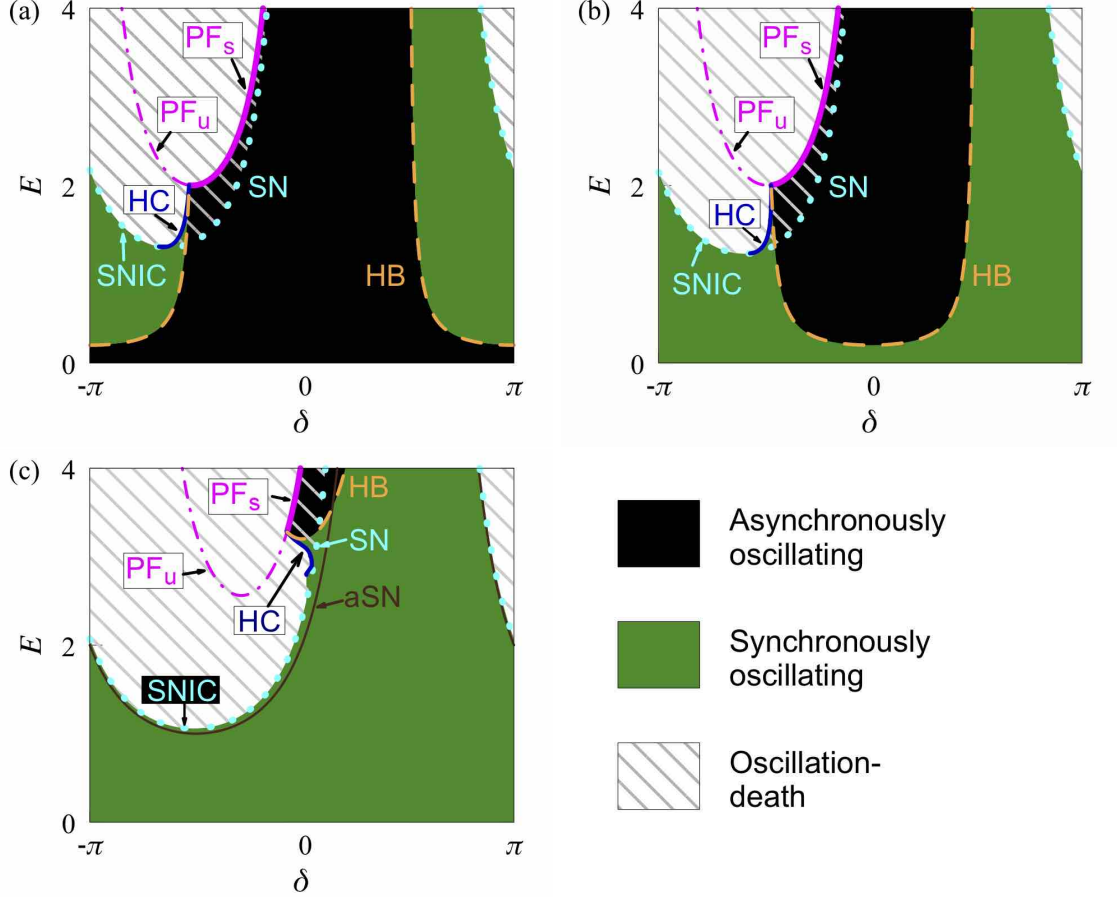 (a)
4
2
0
E
PFs
PFu
HC
SN
SNIC
HB
-π
0
π
δ
(b)
4
2
0
E
PFs
PFu
HC
SN
SNIC
HB
-π
0
π
δ
(c)
4
2
0
E
PFs
HB
SN
PFu
HC
aSN
SNIC
-π
0
π
δ
Asynchronously
oscillating
Synchronously
oscillating
Oscillation-
death